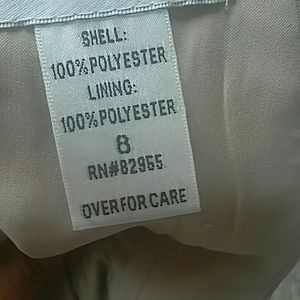 SHELL:
100% POLYESTER
LINING:
100% POLYESTER
8
RN#82955
OVER FOR CARE